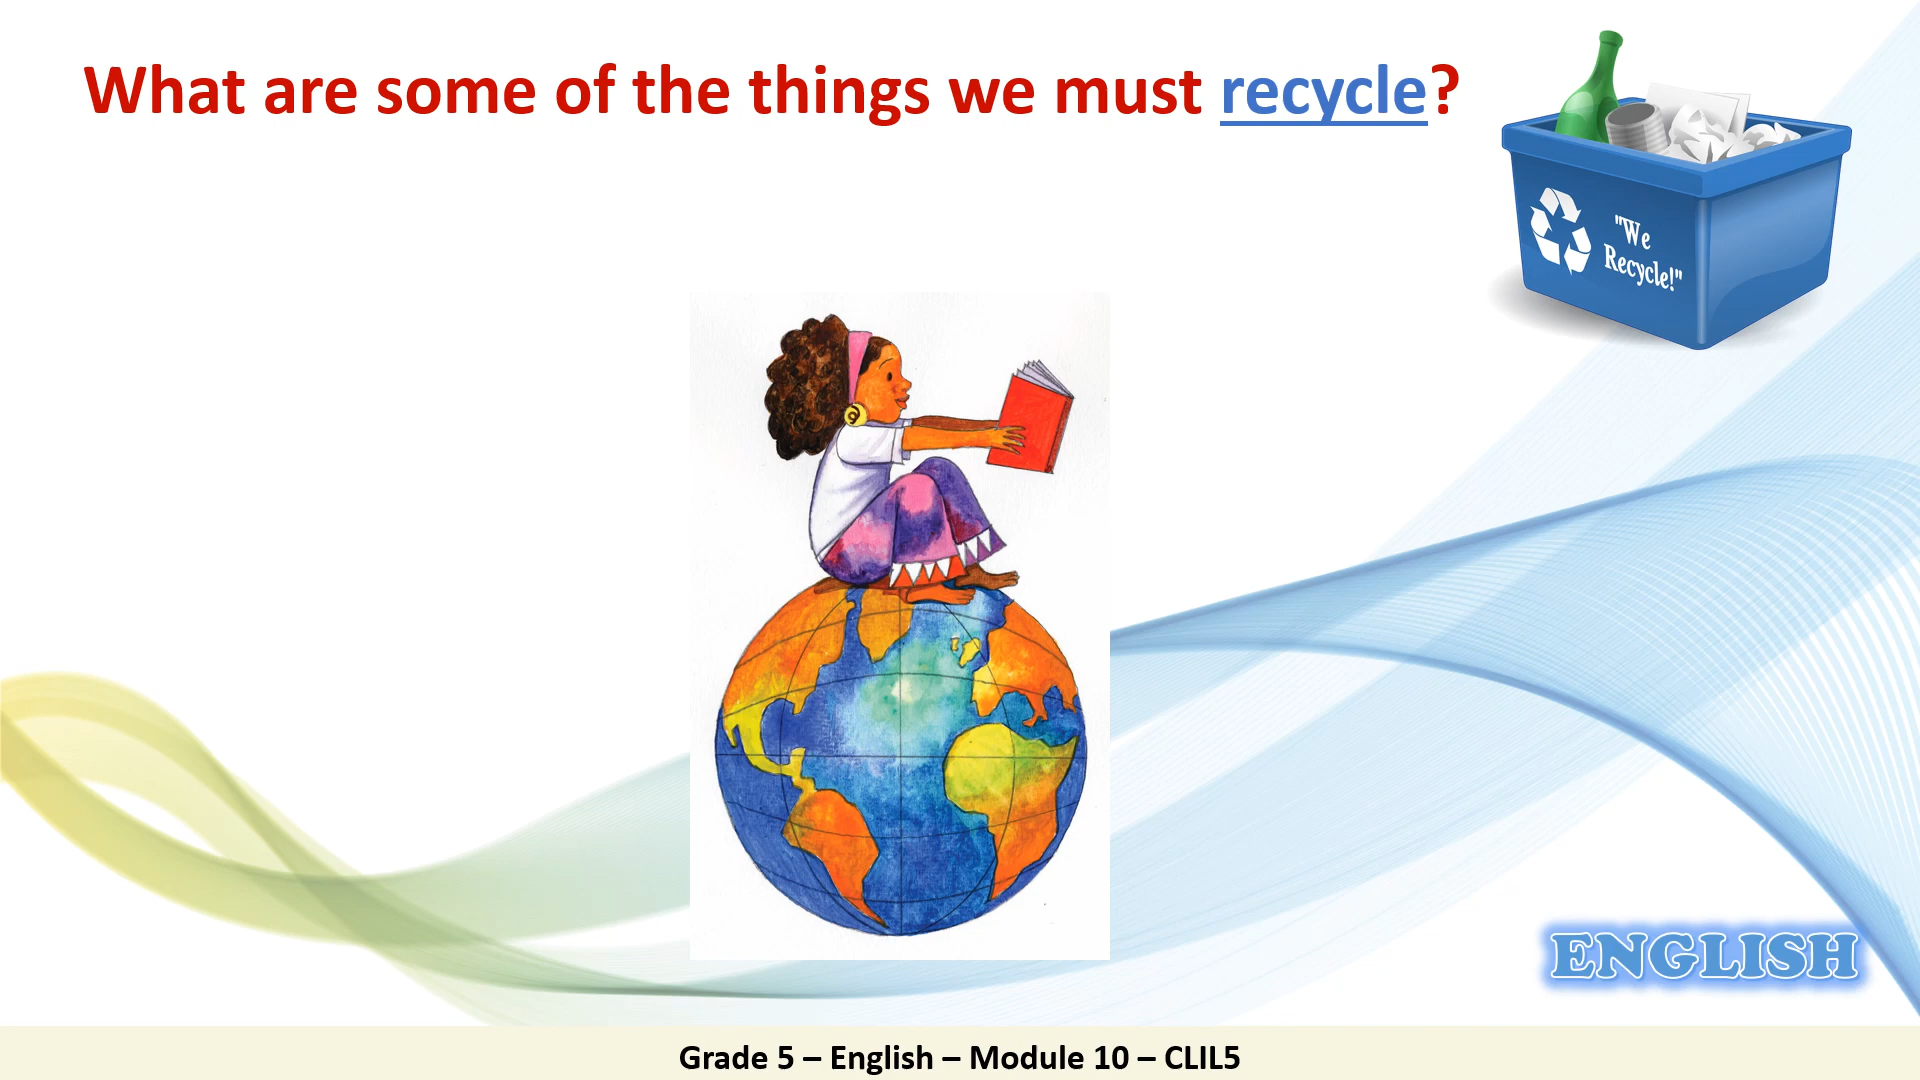 What are some of the things we must recycle?
"We
Recycle!"
ENGLISH
Grade 5 – English – Module 10 – CLIL5